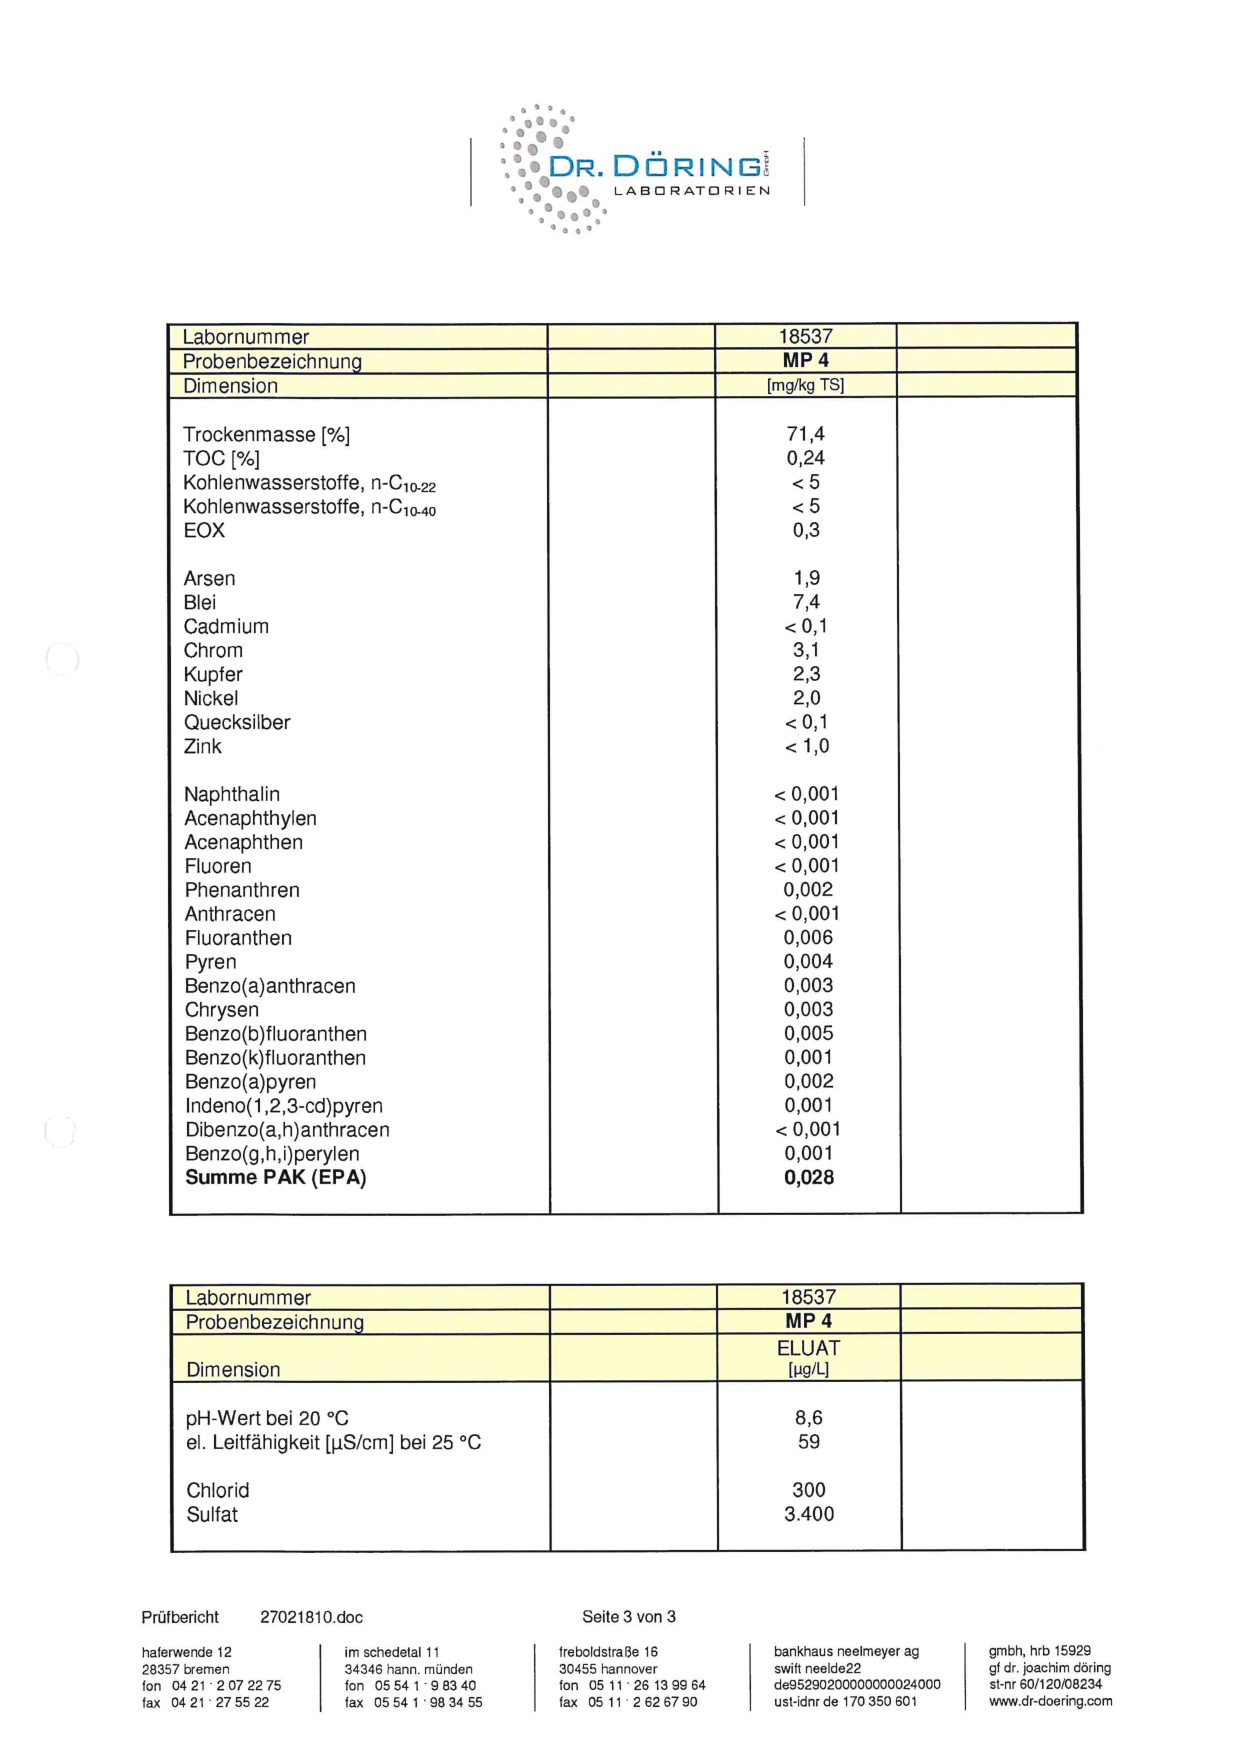 DR. DÖRING GmbH
LABORATORIEN
Labornummer 18537
Probenbezeichnung MP 4
Dimension [mg/kg TS]
Trockenmasse [%] 71,4
TOC [%] 0,24
Kohlenwasserstoffe, n-C10-22 < 5
Kohlenwasserstoffe, n-C10-40 < 5
EOX 0,3
Arsen 1,9
Blei 7,4
Cadmium < 0,1
Chrom 3,1
Kupfer 2,3
Nickel 2,0
Quecksilber < 0,1
Zink < 1,0
Naphthalin < 0,001
Acenaphthylen < 0,001
Acenaphthen < 0,001
Fluoren < 0,001
Phenanthren 0,002
Anthracen < 0,001
Fluoranthen 0,006
Pyren 0,004
Benzo(a)anthracen 0,003
Chrysen 0,003
Benzo(b)fluoranthen 0,005
Benzo(k)fluoranthen 0,001
Benzo(a)pyren 0,002
Indeno(1,2,3-cd)pyren 0,001
Dibenzo(a,h)anthracen < 0,001
Benzo(g,h,i)perylen 0,001
Summe PAK (EPA) 0,028
Labornummer 18537
Probenbezeichnung MP 4
ELUAT
Dimension [µg/L]
pH-Wert bei 20 °C 8,6
el. Leitfähigkeit [µS/cm] bei 25 °C 59
Chlorid 300
Sulfat 3.400
Prüfbericht 27021810.doc Seite 3 von 3
haferwende 12
28357 bremen
fon 04 21 · 2 07 22 75
fax 04 21 · 27 55 22
im schedetal 11
34346 hann. münden
fon 05 54 1 · 9 83 40
fax 05 54 1 · 98 34 55
freboldstraße 16
30455 hannover
fon 05 11 · 26 13 99 64
fax 05 11 · 2 62 67 90
bankhaus neelmeyer ag
swift neelde22
de95290200000000024000
ust-idnr de 170 350 601
gmbh, hrb 15929
gf dr. joachim döring
st-nr 60/120/08234
www.dr-doering.com